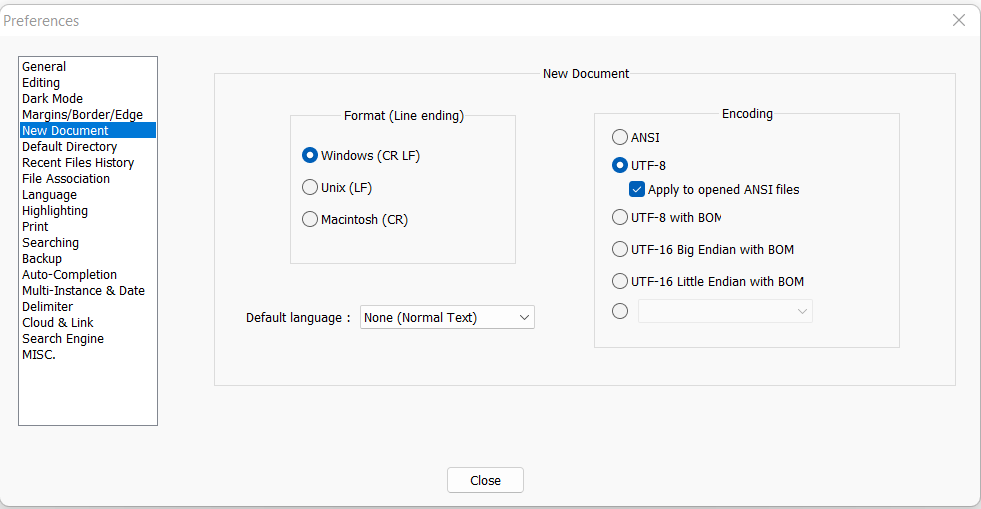 Preferences
General
Editing
Dark Mode
Margins/Border/Edge
New Document
Default Directory
Recent Files History
File Association
Language
Highlighting
Print
Searching
Backup
Auto-Completion
Multi-Instance & Date
Delimiter
Cloud & Link
Search Engine
MISC.
New Document
Format (Line ending)
Windows (CR LF)
Unix (LF)
Macintosh (CR)
Default language :
None (Normal Text)
Encoding
ANSI
UTF-8
Apply to opened ANSI files
UTF-8 with BOM
UTF-16 Big Endian with BOM
UTF-16 Little Endian with BOM
Close